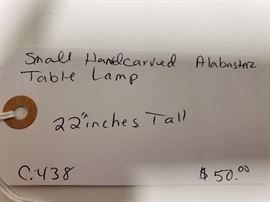 Small Handcarved Alabaster
Table Lamp
22" inches Tall
C.438 $50.00